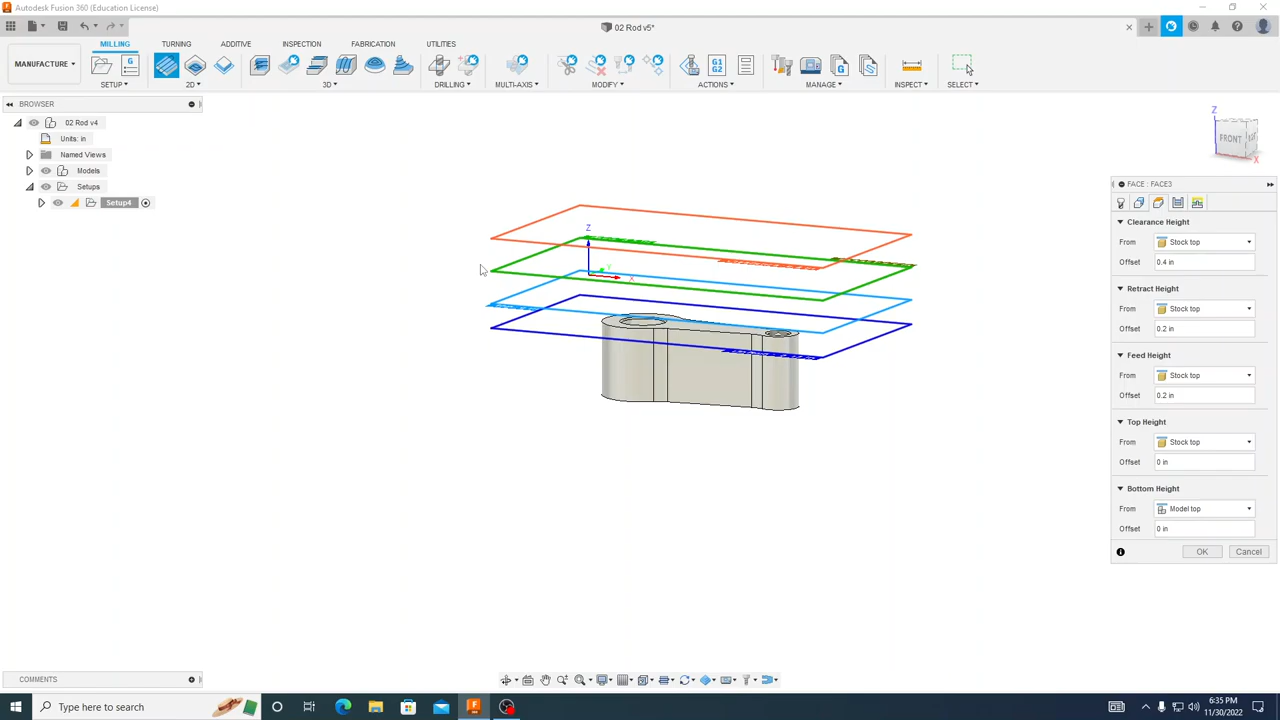 Autodesk Fusion 360 (Education License)
02 Rod v5*
MANUFACTURE
MILLING
TURNING
ADDITIVE
INSPECTION
FABRICATION
UTILITIES
SETUP
2D
3D
DRILLING
MULTI-AXIS
MODIFY
ACTIONS
MANAGE
INSPECT
SELECT
G1
G2
BROWSER
02 Rod v4
Units: in
Named Views
Models
Setups
Setup4
Z
X
Y
Z
FRONT
X
FACE : FACE3
Clearance Height
From Stock top
Offset 0.4 in
Retract Height
From Stock top
Offset 0.2 in
Feed Height
From Stock top
Offset 0.2 in
Top Height
From Stock top
Offset 0 in
Bottom Height
From Model top
Offset 0 in
OK Cancel
COMMENTS
Type here to search
6:35 PM
11/30/2022